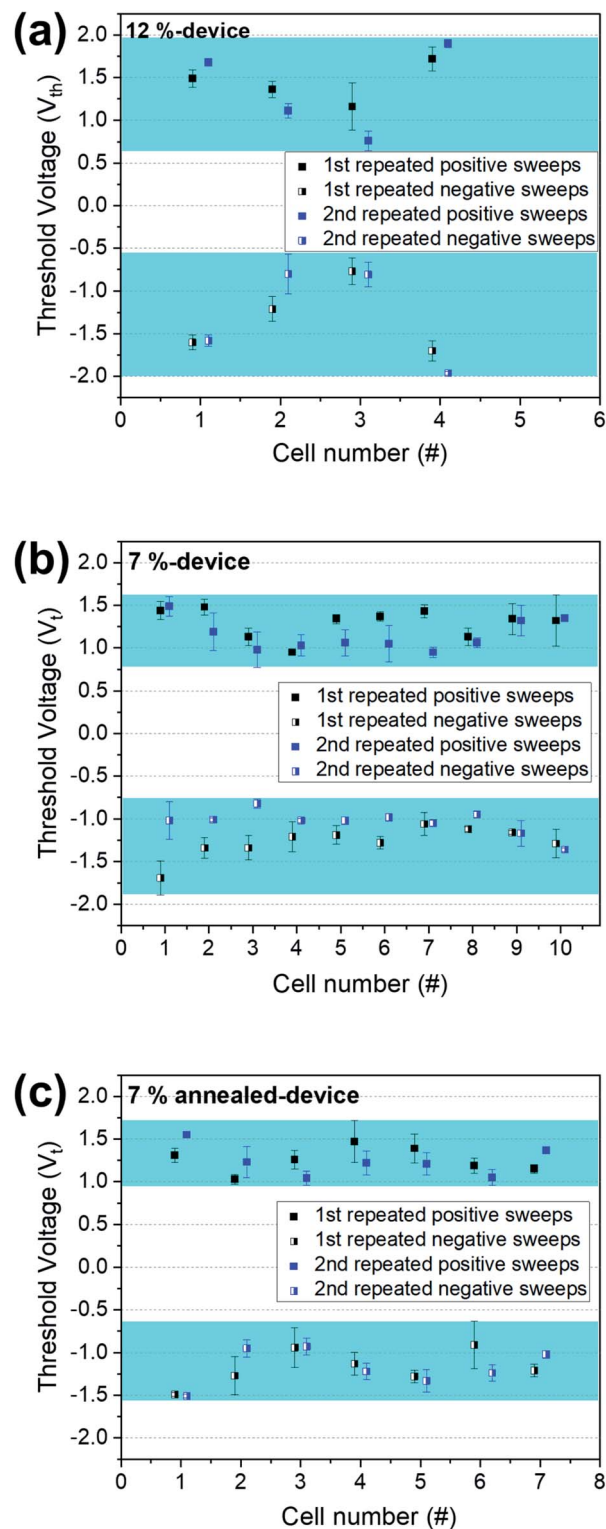 (a)
12 %-device
Threshold Voltage (Vth)
2.0
1.5
1.0
0.5
0.0
-0.5
-1.0
-1.5
-2.0
1st repeated positive sweeps
1st repeated negative sweeps
2nd repeated positive sweeps
2nd repeated negative sweeps
0 1 2 3 4 5 6
Cell number (#)
(b)
7 %-device
Threshold Voltage (Vt)
2.0
1.5
1.0
0.5
0.0
-0.5
-1.0
-1.5
-2.0
1st repeated positive sweeps
1st repeated negative sweeps
2nd repeated positive sweeps
2nd repeated negative sweeps
0 1 2 3 4 5 6 7 8 9 10
Cell number (#)
(c)
7 % annealed-device
Threshold Voltage (Vt)
2.0
1.5
1.0
0.5
0.0
-0.5
-1.0
-1.5
-2.0
1st repeated positive sweeps
1st repeated negative sweeps
2nd repeated positive sweeps
2nd repeated negative sweeps
0 1 2 3 4 5 6 7 8
Cell number (#)